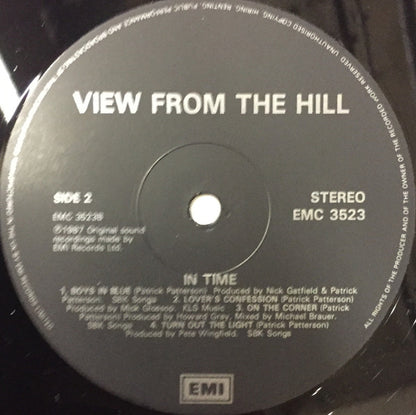 UNAUTHORISED COPYING, HIRING, RENTING, PUBLIC PERFORMANCE AND BROADCASTING OF
ALL RIGHTS OF THE PRODUCER AND OF THE OWNER OF THE RECORDED WORK RESERVED
VIEW FROM THE HILL
SIDE 2
EMC 3523B
℗1987 Original sound
recordings made by
EMI Records Ltd.
STEREO
EMC 3523
IN TIME
1. BOYS IN BLUE (Patrick Patterson) Produced by Nick Gatfield & Patrick
Patterson SBK Songs 2. LOVER'S CONFESSION (Patrick Patterson)
Produced by Mick Glossop. KLS Music 3. ON THE CORNER (Patrick
Patterson) Produced by Howard Gray. Mixed by Michael Brauer.
SBK Songs 4. TURN OUT THE LIGHT (Patrick Patterson)
Produced by Pete Wingfield. SBK Songs
EMI